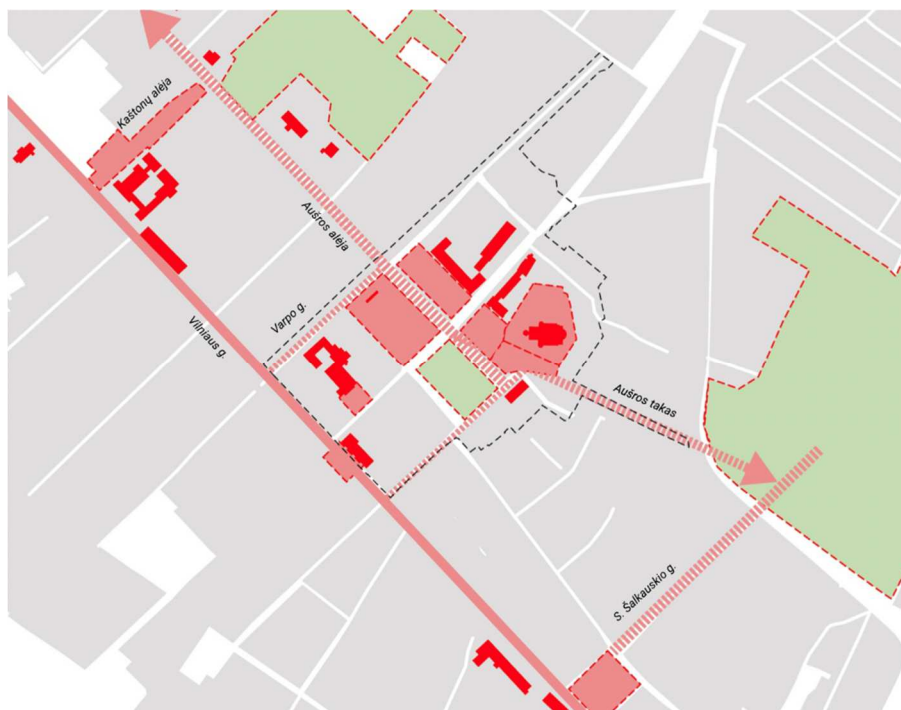 Kaštonų alėja
Aušros alėja
Varpo g.
Vilniaus g.
Aušros takas
S. Šalkauskio g.